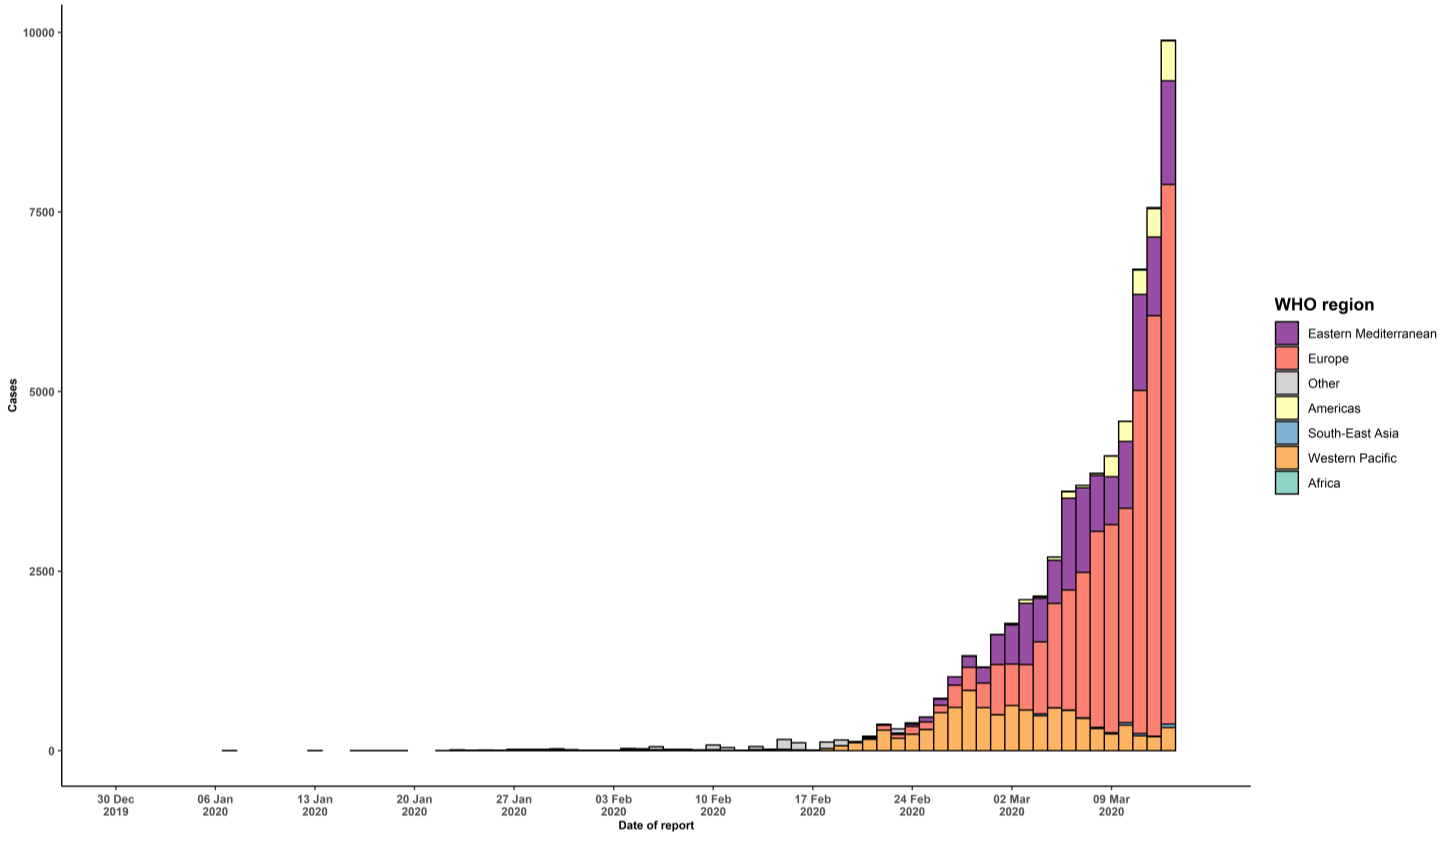 10000
7500
5000
2500
0
Cases
30 Dec
2019
06 Jan
2020
13 Jan
2020
20 Jan
2020
27 Jan
2020
03 Feb
2020
10 Feb
2020
17 Feb
2020
24 Feb
2020
02 Mar
2020
09 Mar
2020
Date of report
WHO region
Eastern Mediterranean
Europe
Other
Americas
South-East Asia
Western Pacific
Africa